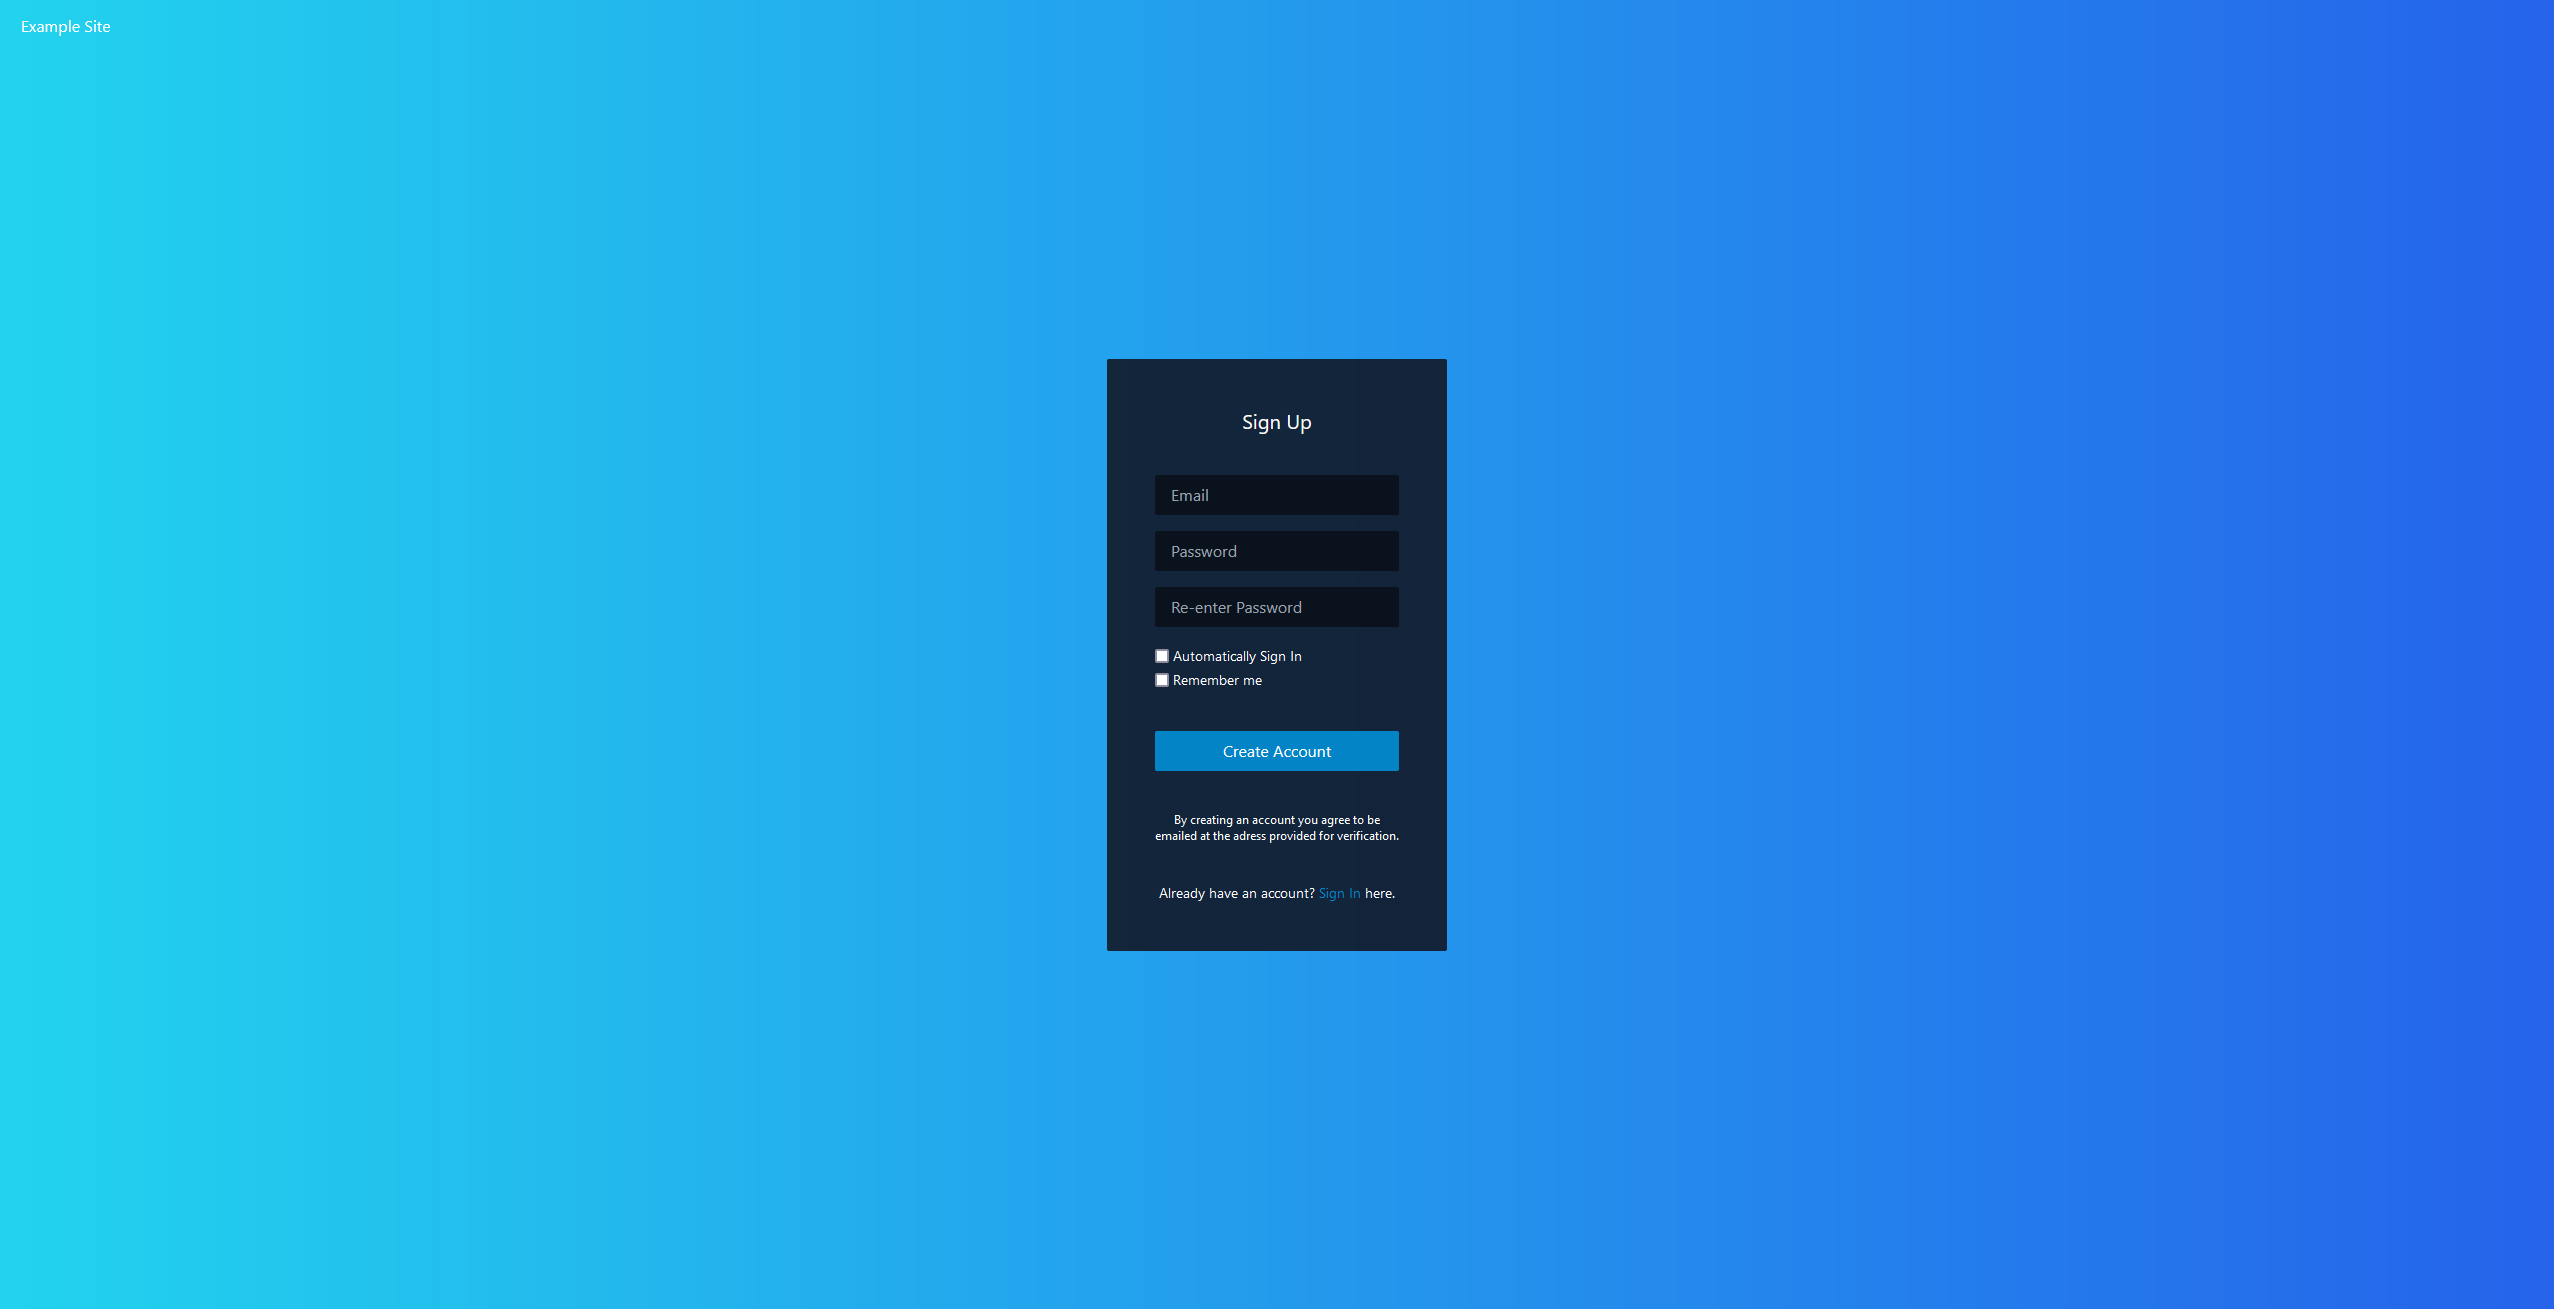 Example Site
Sign Up
Email
Password
Re-enter Password
Automatically Sign In
Remember me
Create Account
By creating an account you agree to be
emailed at the adress provided for verification.
Already have an account? Sign In here.